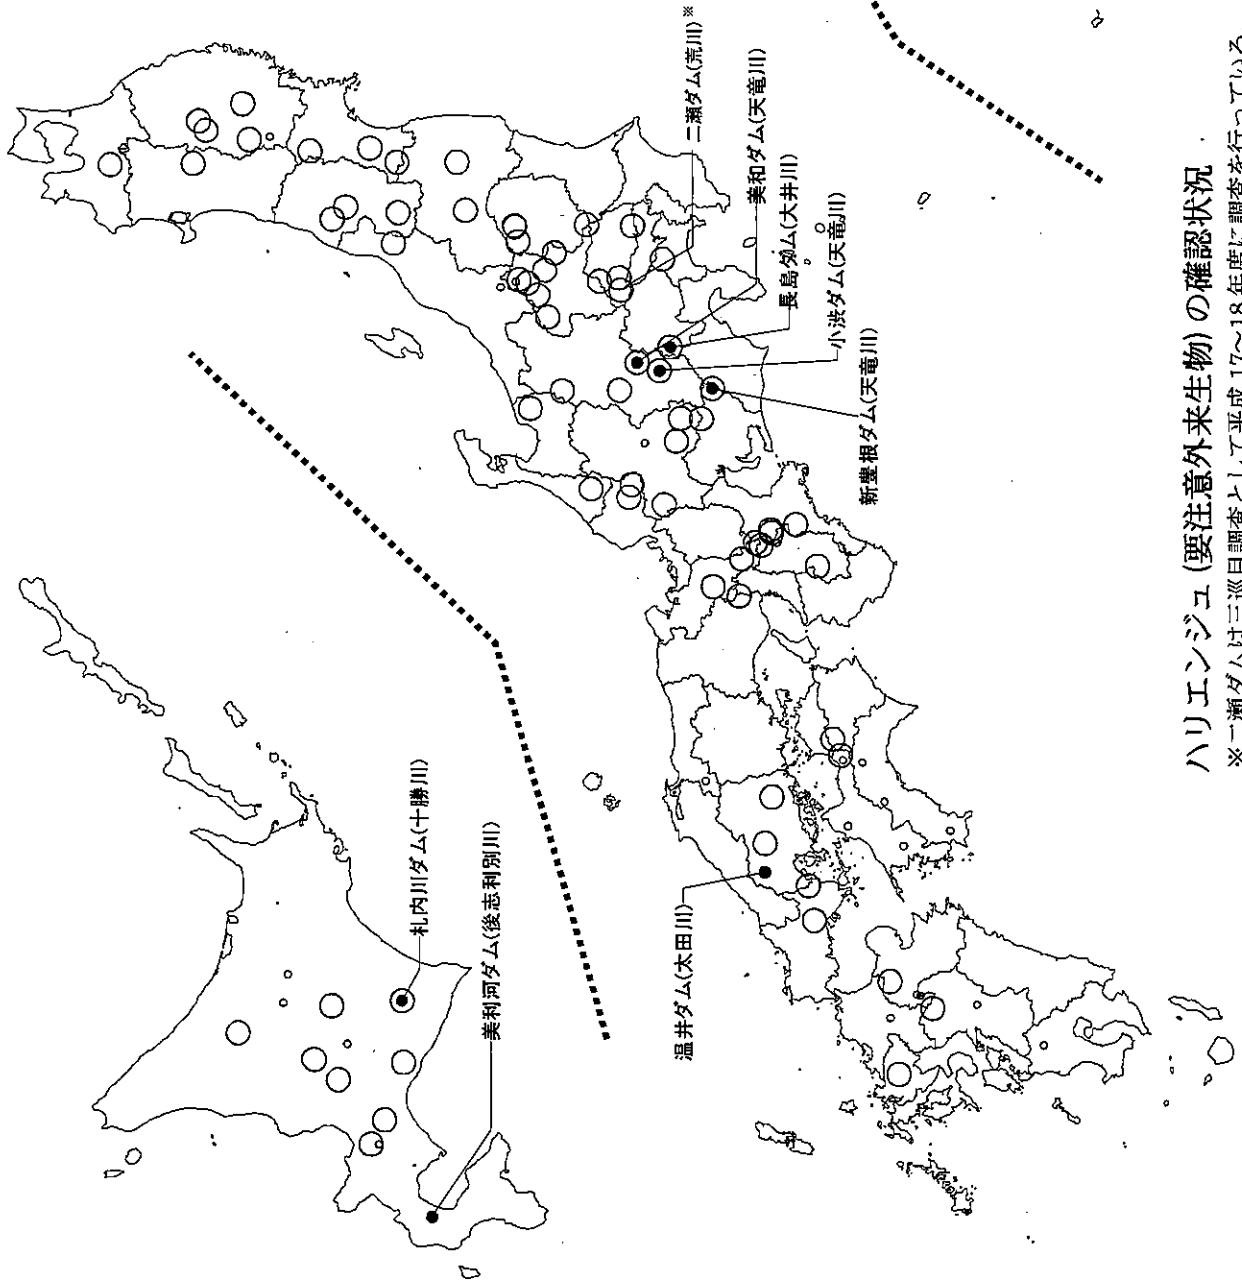 札内川ダム(十勝川)
美利河ダム(後志利別川)
温井ダム(太田川)
二瀬ダム(荒川)※
美和ダム(天竜川)
長島ダム(大井川)
小渋ダム(天竜川)
新豊根ダム(天竜川)
ハリエンジュ(要注意外来生物)の確認状況
※二瀬ダムは三巡目調査として平成17～18年度に調査を行っている